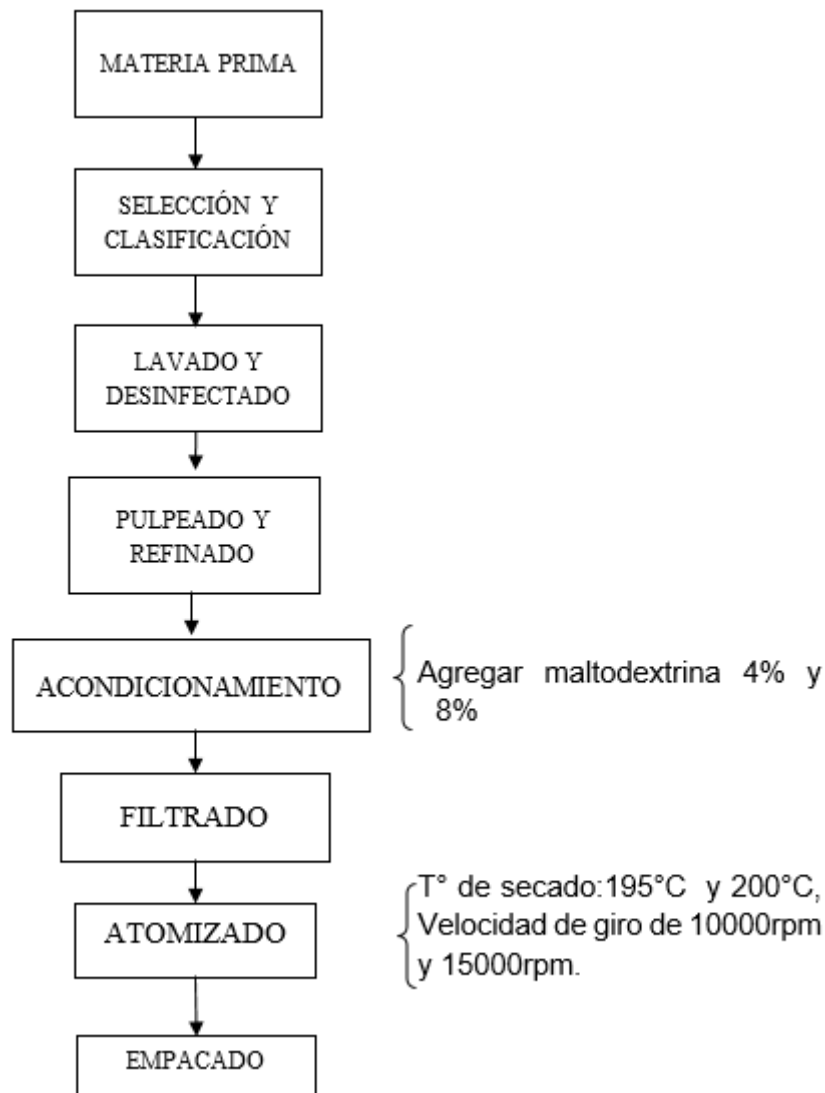 MATERIA PRIMA
SELECCIÓN Y
CLASIFICACIÓN
LAVADO Y
DESINFECTADO
PULPEADO Y
REFINADO
ACONDICIONAMIENTO
Agregar maltodextrina 4% y
8%
FILTRADO
ATOMIZADO
T° de secado:195°C y 200°C,
Velocidad de giro de 10000rpm
y 15000rpm.
EMPACADO